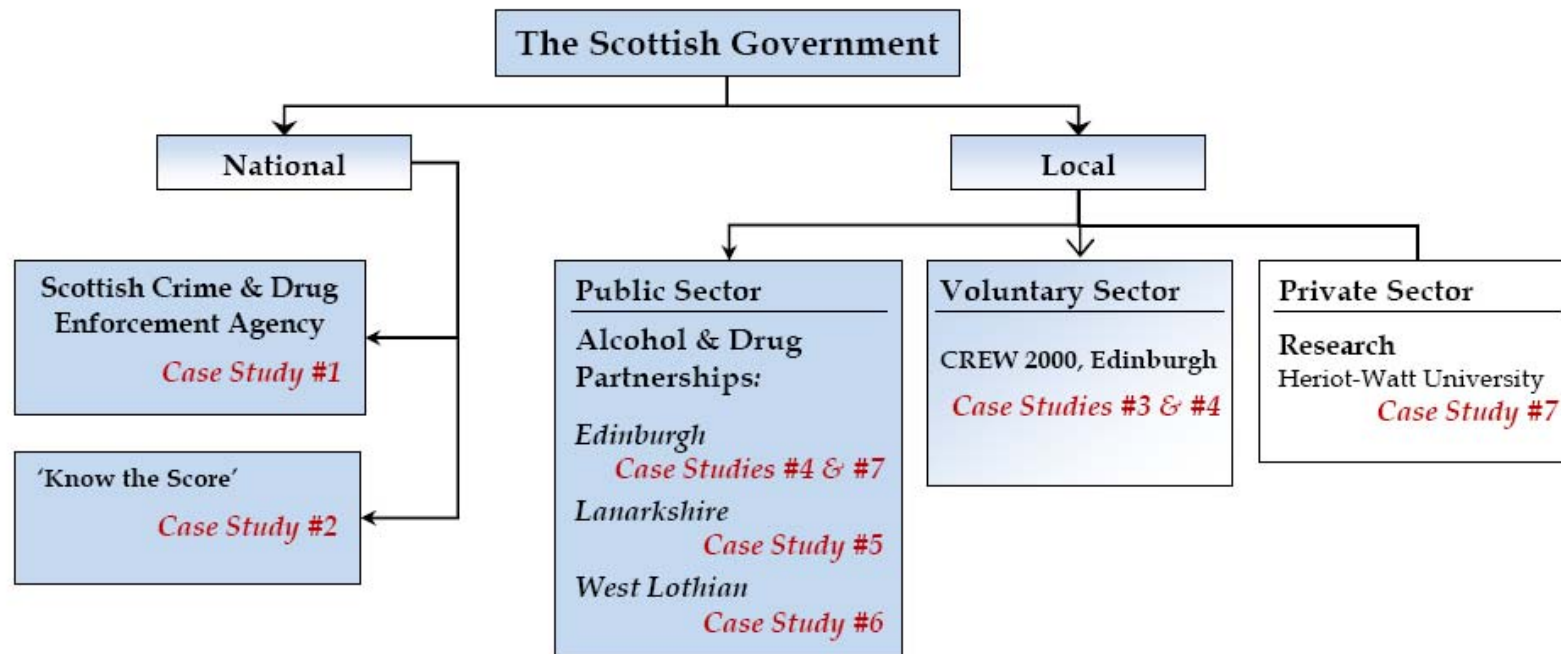 The Scottish Government
National
Local
Scottish Crime & Drug
Enforcement Agency
Case Study #1
'Know the Score'
Case Study #2
Public Sector
Alcohol & Drug
Partnerships:
Edinburgh
Case Studies #4 & #7
Lanarkshire
Case Study #5
West Lothian
Case Study #6
Voluntary Sector
CREW 2000, Edinburgh
Case Studies #3 & #4
Private Sector
Research
Heriot-Watt University
Case Study #7